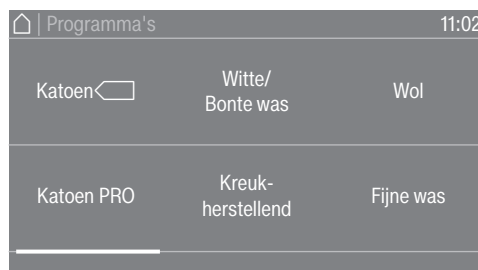 | Programma's 11:02
Katoen
Witte/
Bonte was
Wol
Katoen PRO
Kreuk-
herstellend
Fijne was